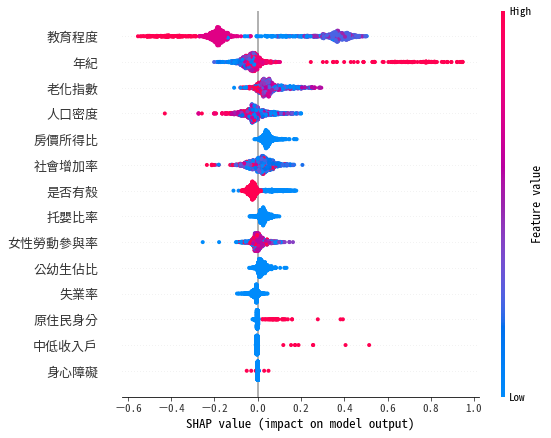 High
教育程度
年紀
老化指數
人口密度
房價所得比
社會增加率
是否有殼
托嬰比率
女性勞動參與率
公幼生佔比
失業率
原住民身分
中低收入戶
身心障礙
Feature value
Low
−0.6 −0.4 −0.2 0.0 0.2 0.4 0.6 0.8 1.0
SHAP value (impact on model output)